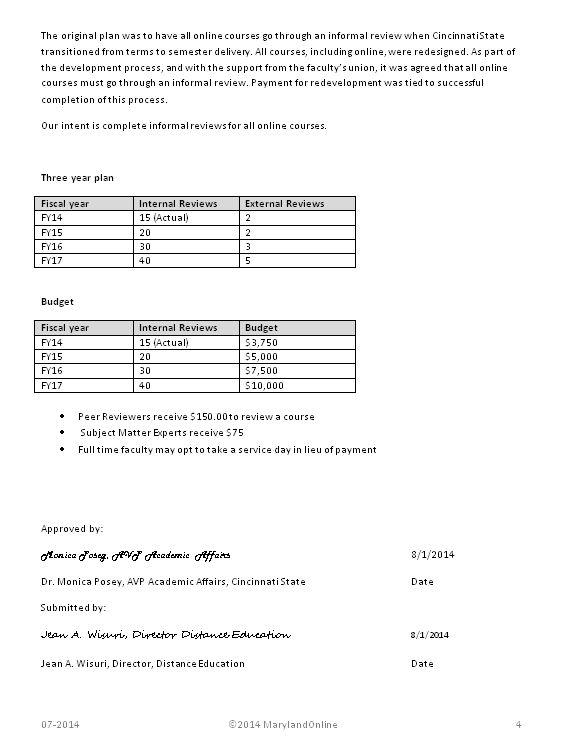 The original plan was to have all online courses go through an informal review when Cincinnati State
transitioned from terms to semester delivery. All courses, including online, were redesigned. As part of
the development process, and with the support from the faculty's union, it was agreed that all online
courses must go through an informal review. Payment for redevelopment was tied to successful
completion of this process.
Our intent is complete informal reviews for all online courses.
Three year plan
Fiscal year Internal Reviews External Reviews
FY14 15 (Actual) 2
FY15 20 2
FY16 30 3
FY17 40 5
Budget
Fiscal year Internal Reviews Budget
FY14 15 (Actual) $3,750
FY15 20 $5,000
FY16 30 $7,500
FY17 40 $10,000
• Peer Reviewers receive $150.00 to review a course
• Subject Matter Experts receive $75
• Full time faculty may opt to take a service day in lieu of payment
Approved by:
Monica Posey, AVP Academic Affairs 8/1/2014
Dr. Monica Posey, AVP Academic Affairs, Cincinnati State Date
Submitted by:
Jean A. Wisuri, Director Distance Education 8/1/2014
Jean A. Wisuri, Director, Distance Education Date
07-2014 ©2014 MarylandOnline 4